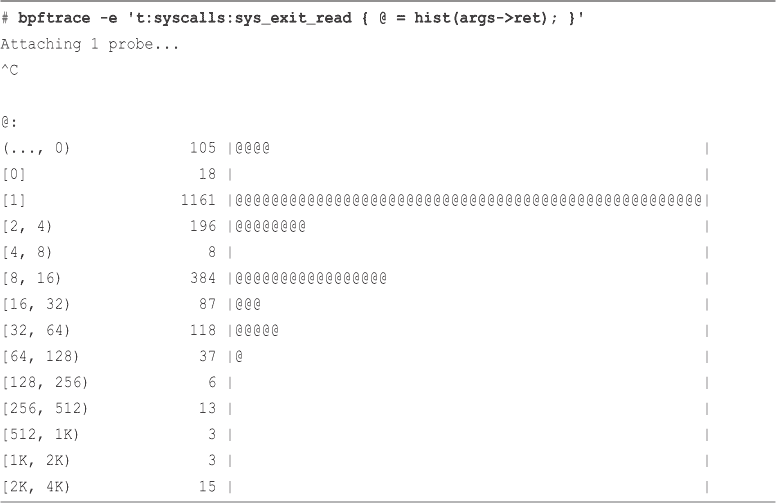 # bpftrace -e 't:syscalls:sys_exit_read { @ = hist(args->ret); }'
Attaching 1 probe...
^C
@:
(..., 0)             105 |@@@@                                                |
[0]                   18 |                                                    |
[1]                 1161 |@@@@@@@@@@@@@@@@@@@@@@@@@@@@@@@@@@@@@@@@@@@@@@@@@@@@|
[2, 4)               196 |@@@@@@@@                                            |
[4, 8)                 8 |                                                    |
[8, 16)              384 |@@@@@@@@@@@@@@@@@                                   |
[16, 32)              87 |@@@                                                 |
[32, 64)             118 |@@@@@                                               |
[64, 128)             37 |@                                                   |
[128, 256)             6 |                                                    |
[256, 512)            13 |                                                    |
[512, 1K)              3 |                                                    |
[1K, 2K)               3 |                                                    |
[2K, 4K)              15 |                                                    |